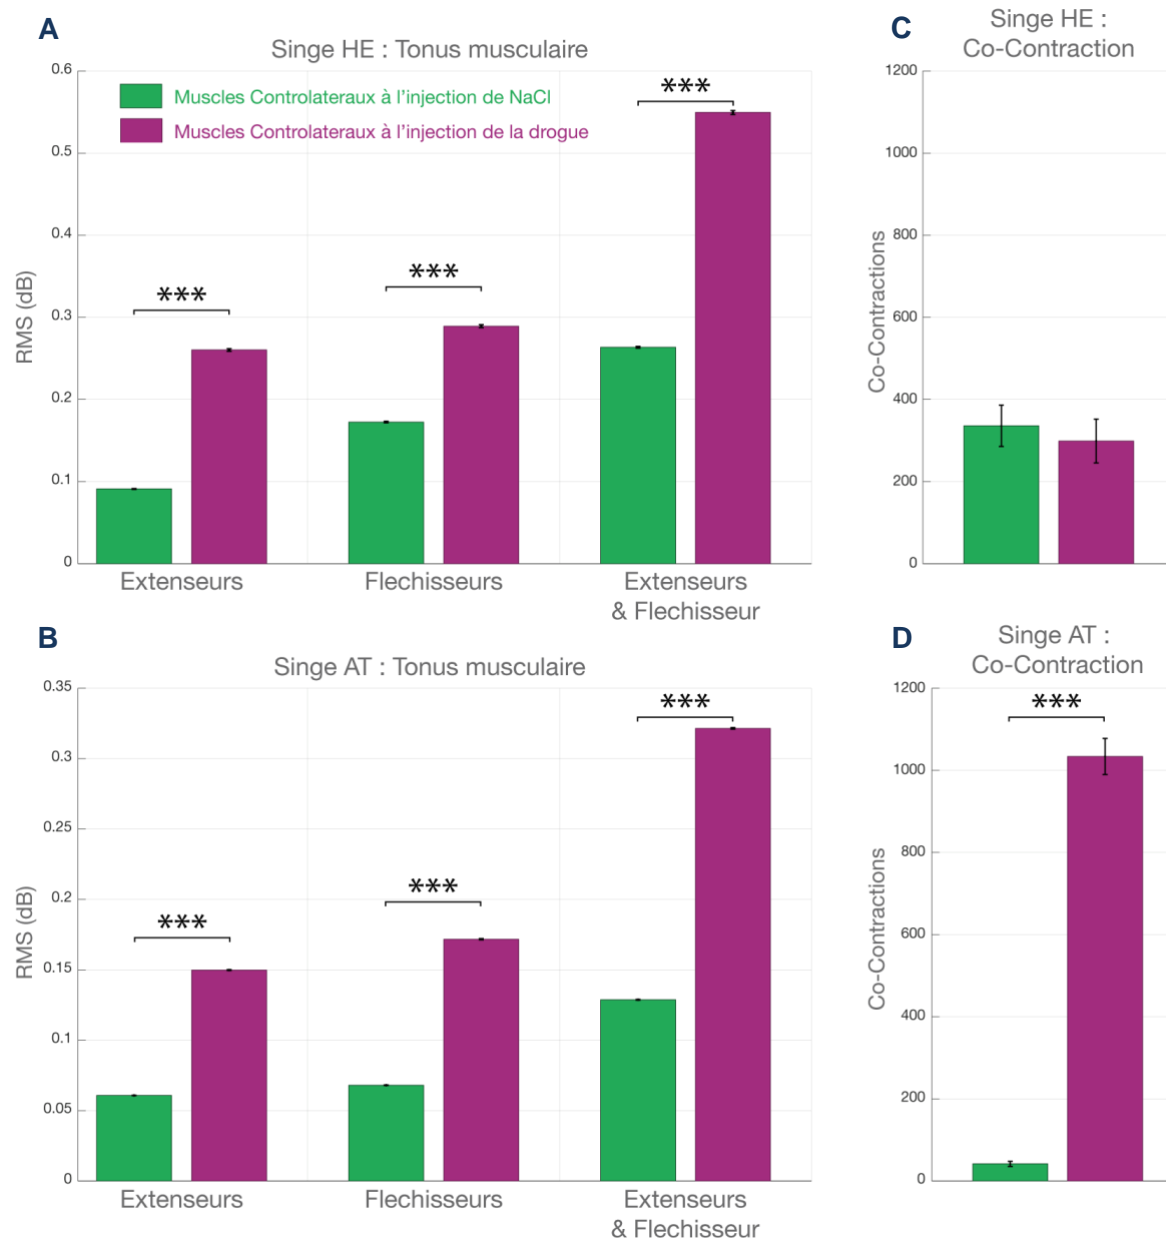 A
Singe HE : Tonus musculaire
0.6
0.5
0.4
0.3
0.2
0.1
0
RMS (dB)
Muscles Controlateraux à l'injection de NaCl
Muscles Controlateraux à l'injection de la drogue
***
***
***
Extenseurs
Flechisseurs
Extenseurs
& Flechisseur
C
Singe HE :
Co-Contraction
1200
1000
800
600
400
200
0
Co-Contractions
B
Singe AT : Tonus musculaire
0.35
0.3
0.25
0.2
0.15
0.1
0.05
0
RMS (dB)
***
***
***
Extenseurs
Flechisseurs
Extenseurs
& Flechisseur
D
Singe AT :
Co-Contraction
1200
1000
800
600
400
200
0
Co-Contractions
***